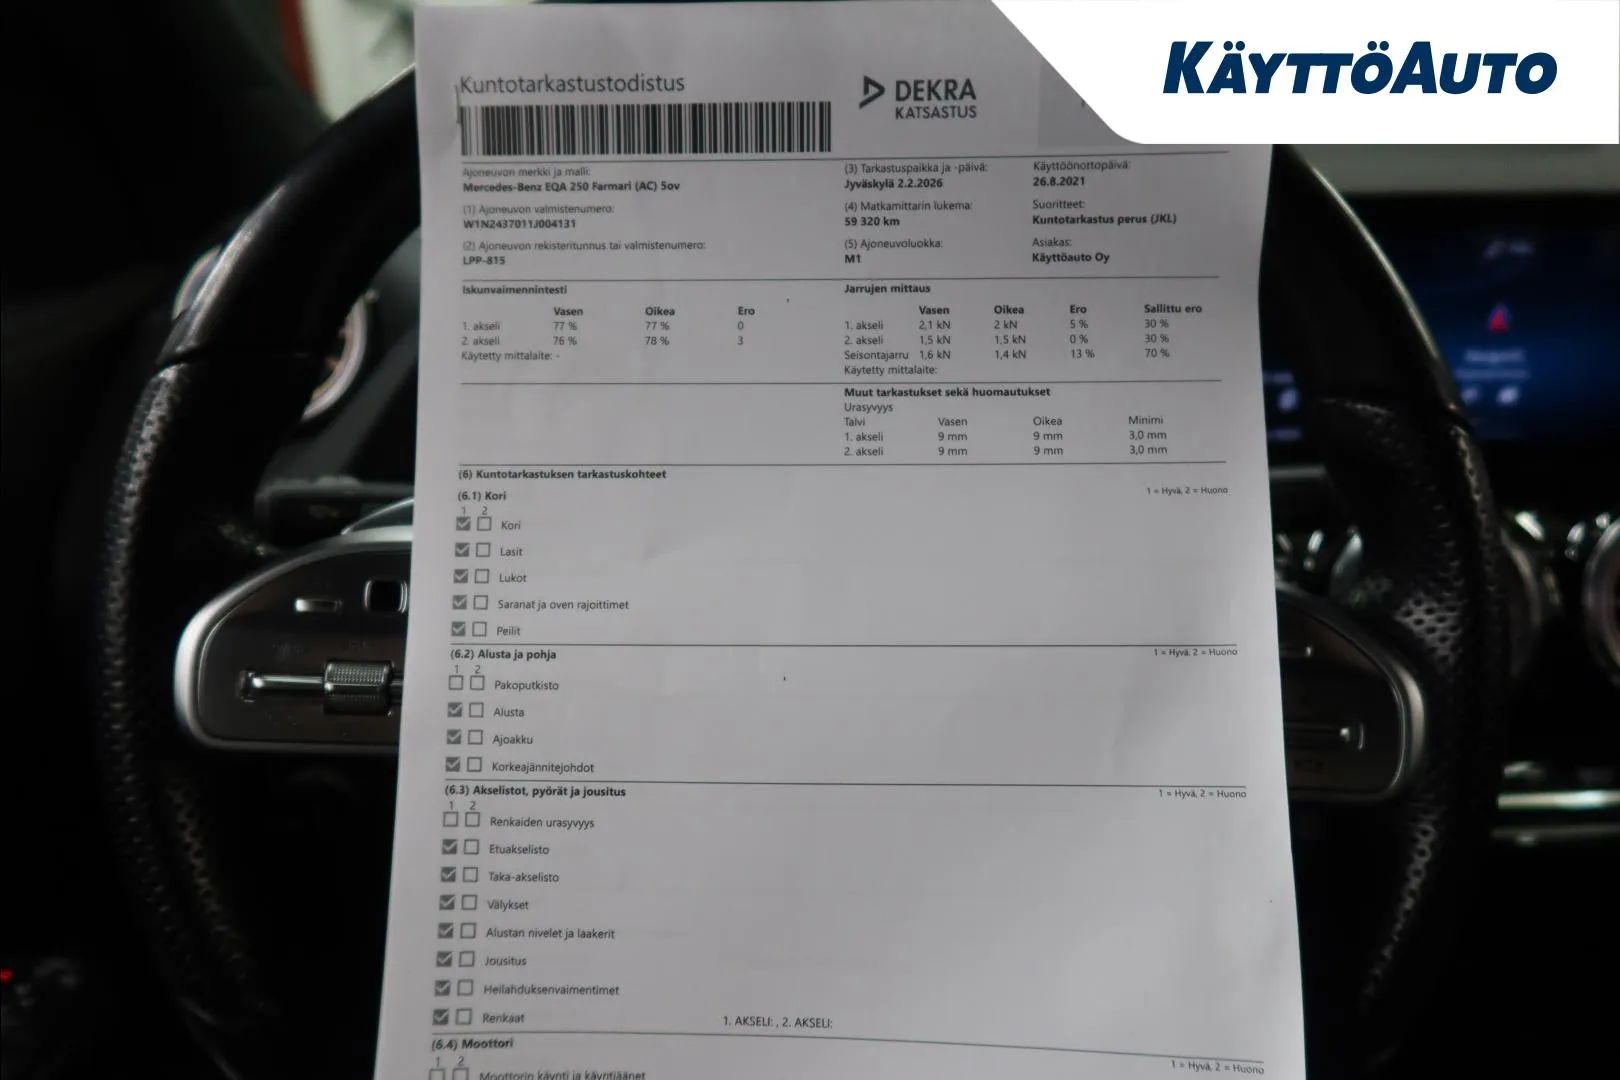 KÄYTTÖAUTO
Kuntotarkastustodistus
DEKRA
KATSASTUS
Ajoneuvon merkki ja malli:
Mercedes-Benz EQA 250 Farmari (AC) 5ov
(3) Tarkastuspaikka ja -päivä:
Jyväskylä 2.2.2026
Käyttöönottopäivä:
26.8.2021
(1) Ajoneuvon valmistenumero:
W1N2437011J004131
(4) Matkamittarin lukema:
59 320 km
Suoritteet:
Kuntotarkastus perus (JKL)
(2) Ajoneuvon rekisteritunnus tai valmistenumero:
LPP-815
(5) Ajoneuvoluokka:
M1
Asiakas:
Käyttöauto Oy
Iskunvaimennintesti
Vasen Oikea Ero
1. akseli 77 % 77 % 0
2. akseli 76 % 78 % 3
Käytetty mittalaite: -
Jarrujen mittaus
Vasen Oikea Ero Sallittu ero
1. akseli 2,1 kN 2 kN 5 % 30 %
2. akseli 1,5 kN 1,5 kN 0 % 30 %
Seisontajarru 1,6 kN 1,4 kN 13 % 70 %
Käytetty mittalaite:
Muut tarkastukset sekä huomautukset
Urasyvyys
Talvi Vasen Oikea Minimi
1. akseli 9 mm 9 mm 3,0 mm
2. akseli 9 mm 9 mm 3,0 mm
(6) Kuntotarkastuksen tarkastuskohteet
(6.1) Kori 1 = Hyvä, 2 = Huono
1 2
Kori
Lasit
Lukot
Saranat ja oven rajoittimet
Peilit
(6.2) Alusta ja pohja 1 = Hyvä, 2 = Huono
1 2
Pakoputkisto
Alusta
Ajoakku
Korkeajännitejohdot
(6.3) Akselistot, pyörät ja jousitus 1 = Hyvä, 2 = Huono
1 2
Renkaiden urasyvyys
Etuakselisto
Taka-akselisto
Välykset
Alustan nivelet ja laakerit
Jousitus
Heilahduksenvaimentimet
Renkaat 1. AKSELI: , 2. AKSELI:
(6.4) Moottori 1 = Hyvä, 2 = Huono
1 2
Moottorin käynti ja käyntiäänet